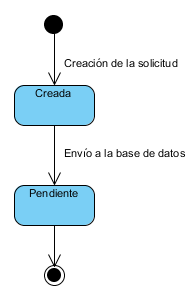 Creación de la solicitud
Creada
Envío a la base de datos
Pendiente